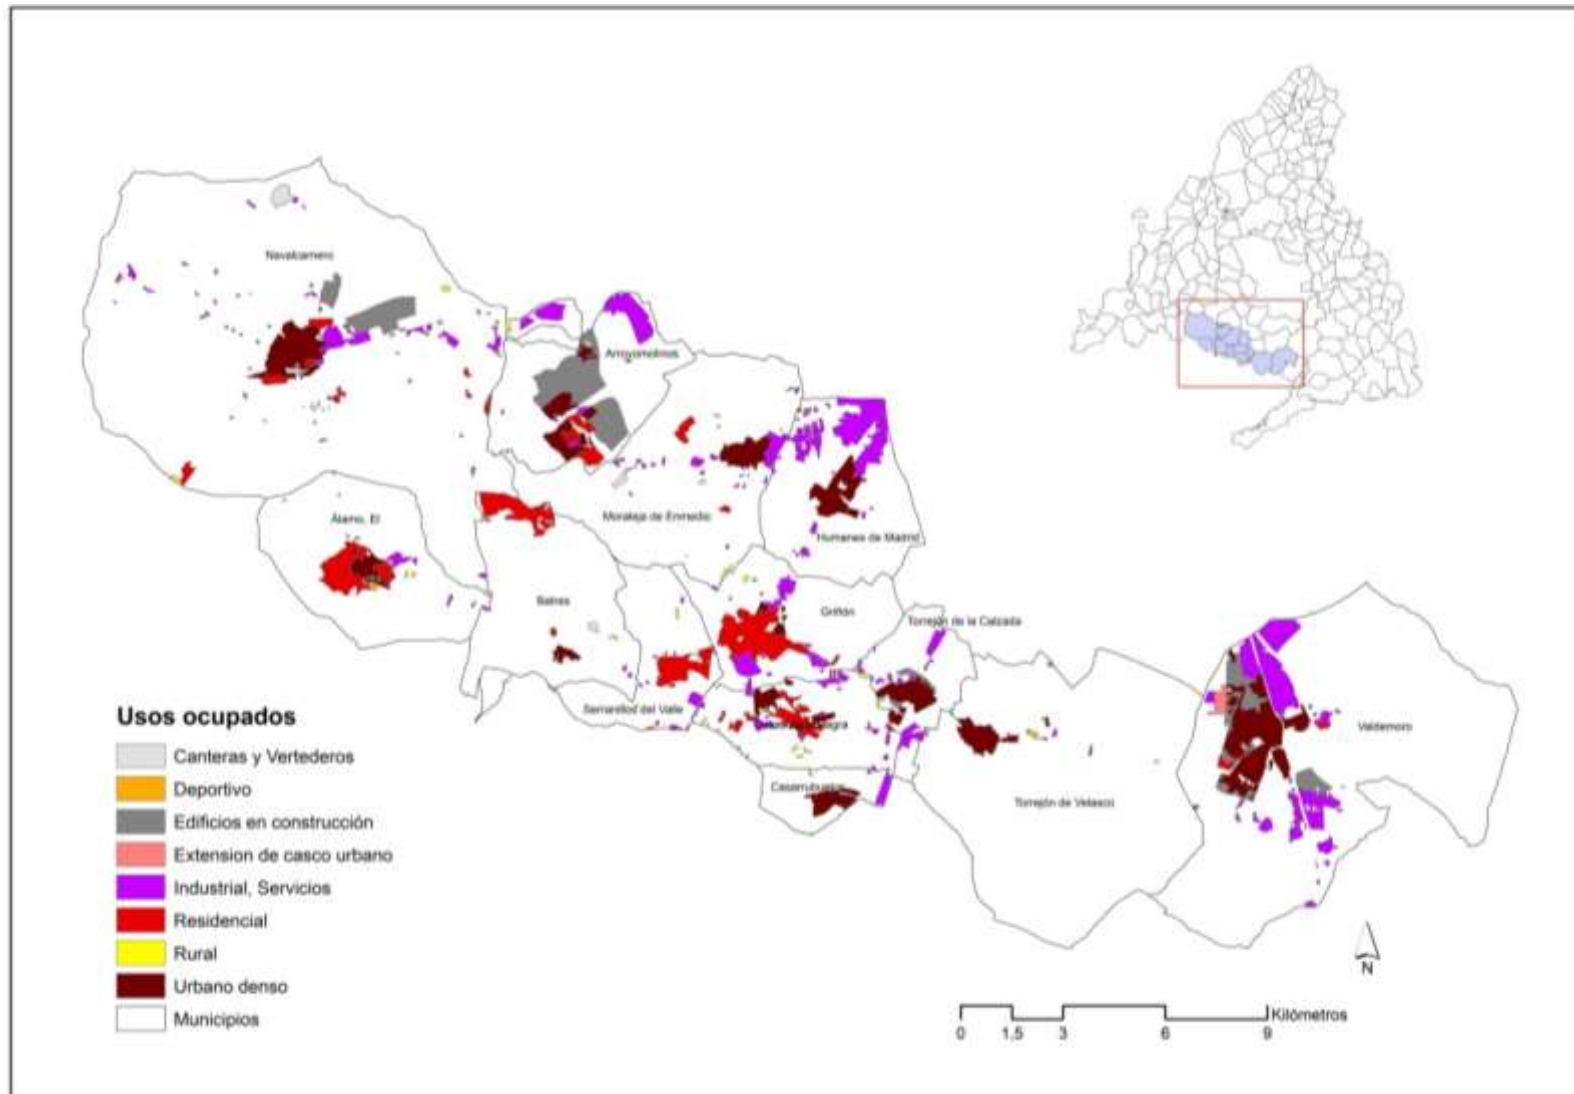 Navalcarnero
Arroyomolinos
Álamo, El
Moraleja de Enmedio
Humanes de Madrid
Batres
Griñón
Torrejón de la Calzada
Serranillos del Valle
Valdemoro
Casarrubuelos
Torrejón de Velasco
Usos ocupados
Canteras y Vertederos
Deportivo
Edificios en construcción
Extension de casco urbano
Industrial, Servicios
Residencial
Rural
Urbano denso
Municipios
N
Kilómetros
0 1,5 3 6 9